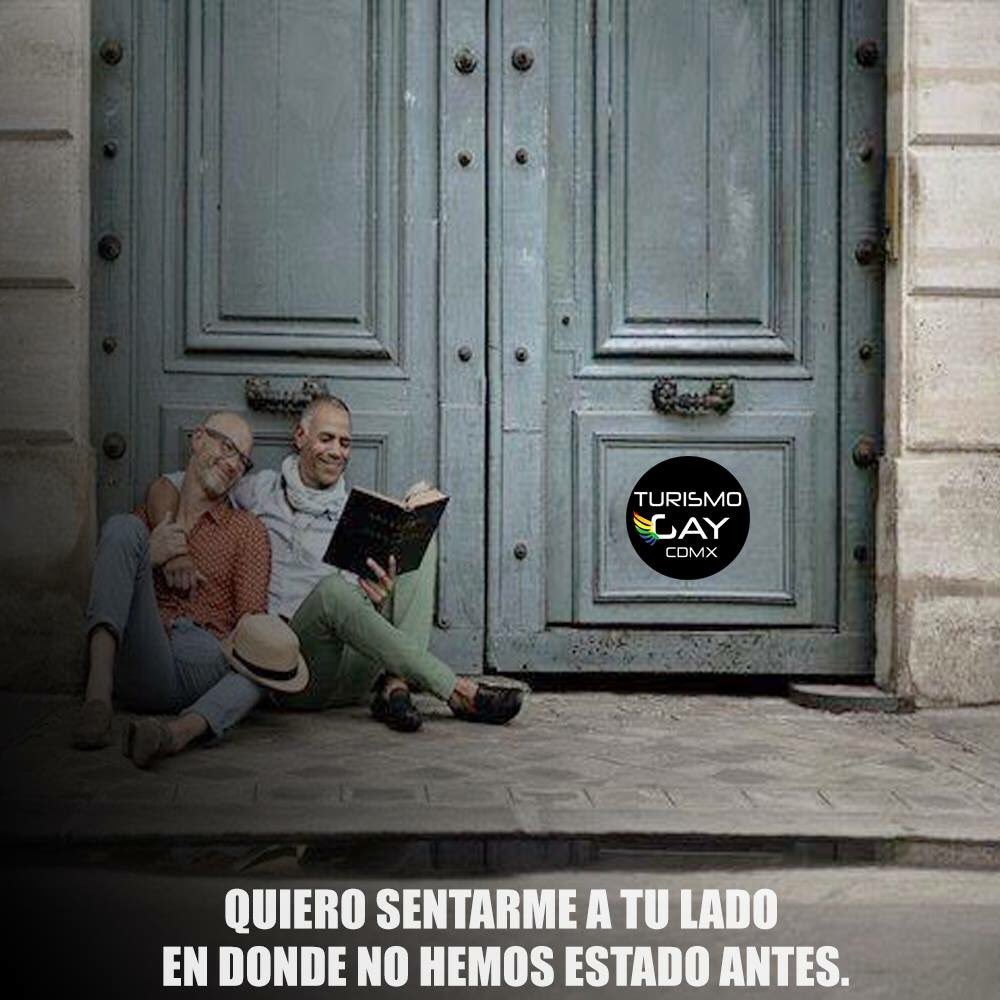 TURISMO
GAY
CDMX
QUIERO SENTARME A TU LADO
EN DONDE NO HEMOS ESTADO ANTES.